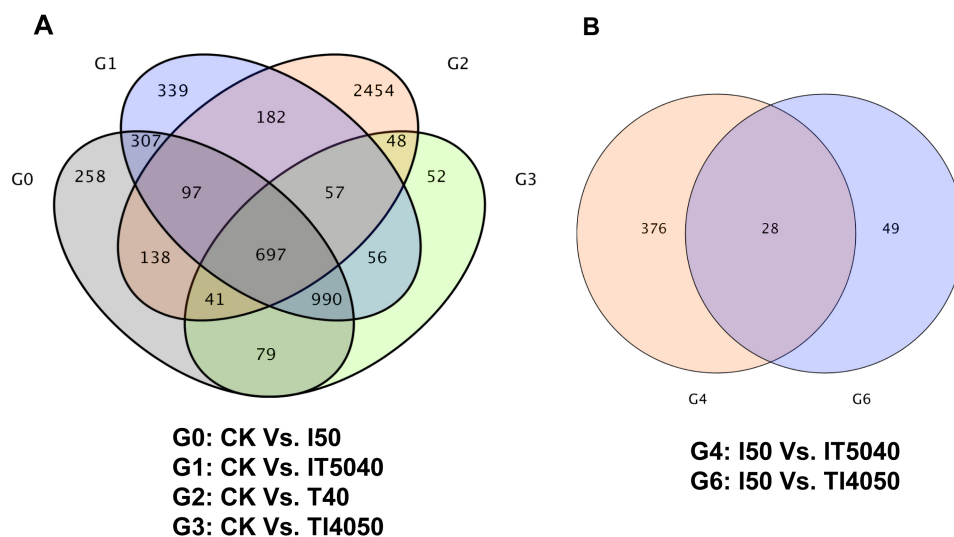 A
B
G1
G2
339
2454
182
307
48
G0
258
97
57
52
G3
138
697
56
41
990
79
376
28
49
G4
G6
G0: CK Vs. I50
G1: CK Vs. IT5040
G2: CK Vs. T40
G3: CK Vs. TI4050
G4: I50 Vs. IT5040
G6: I50 Vs. TI4050